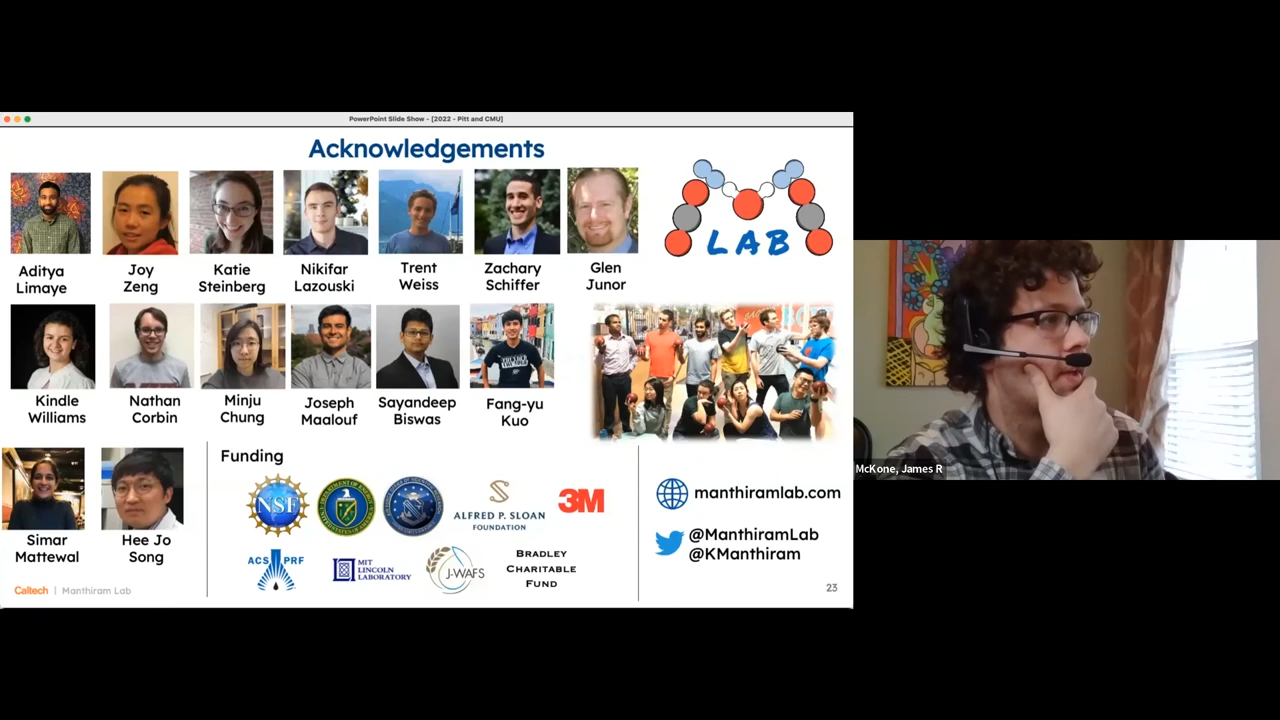 PowerPoint Slide Show - [2022 - Pitt and CMU]
Acknowledgements
LAB
Aditya
Limaye
Joy
Zeng
Katie
Steinberg
Nikifar
Lazouski
Trent
Weiss
Zachary
Schiffer
Glen
Junor
Kindle
Williams
Nathan
Corbin
Minju
Chung
Joseph
Maalouf
Sayandeep
Biswas
Fang-yu
Kuo
Simar
Mattewal
Hee Jo
Song
Funding
NSF
ALFRED P. SLOAN
FOUNDATION
3M
ACS PRF
MIT
LINCOLN
LABORATORY
J-WAFS
BRADLEY
CHARITABLE
FUND
manthiramlab.com
@ManthiramLab
@KManthiram
Caltech | Manthiram Lab
23
McKone, James R